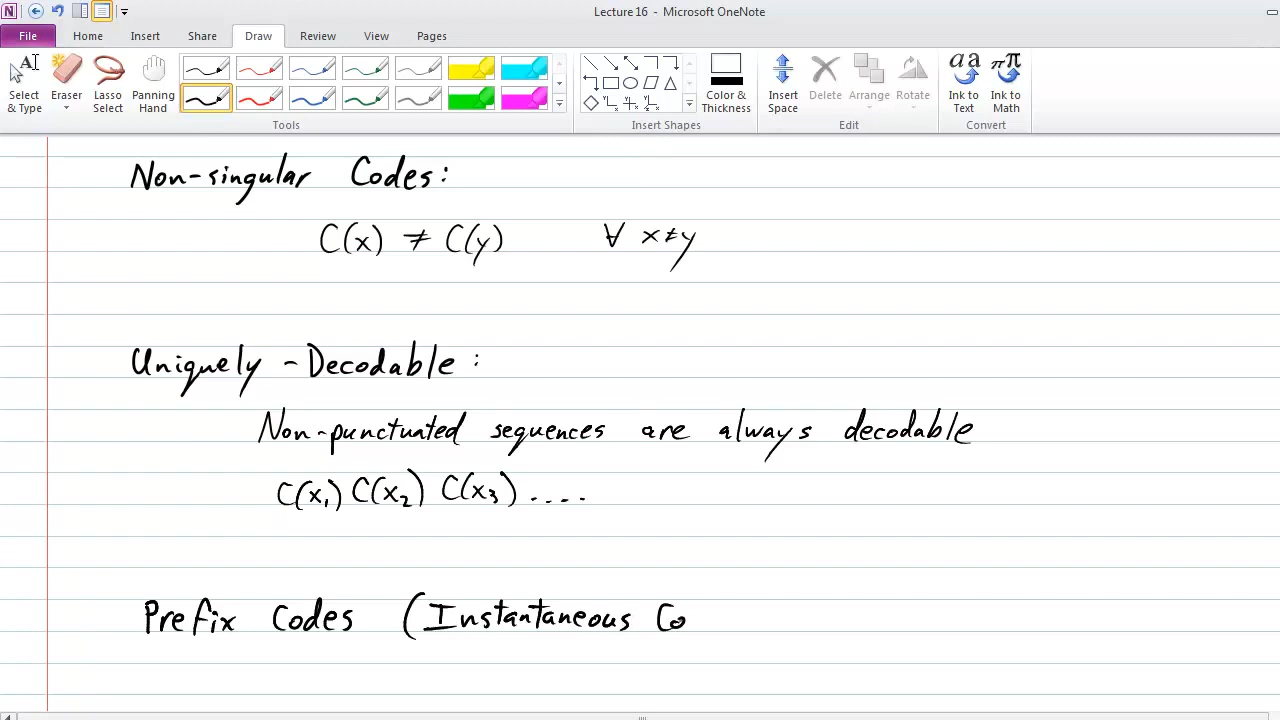 Lecture 16 - Microsoft OneNote
File Home Insert Share Draw Review View Pages
Select & Type Eraser Lasso Select Panning Hand Color & Thickness Insert Space Delete Arrange Rotate Ink to Text Ink to Math
Tools Insert Shapes Edit Convert
Non-singular Codes:
C(x) ≠ C(y) ∀ x≠y
Uniquely - Decodable :
Non-punctuated sequences are always decodable
C(x₁) C(x₂) C(x₃) ....
Prefix Codes (Instantaneous Co